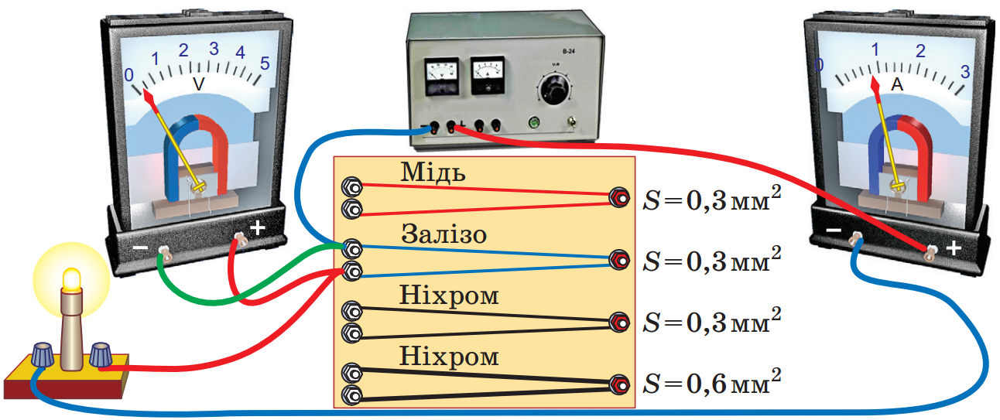 0 1 2 3 4 5
V
− +
В-24
0 1 2 3
А
− +
Мідь
S=0,3 мм²
Залізо
S=0,3 мм²
Ніхром
S=0,3 мм²
Ніхром
S=0,6 мм²